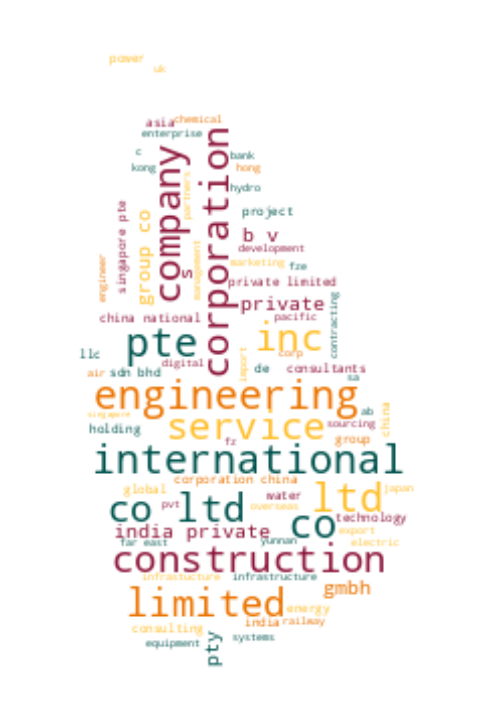 power
uk
asia
chemical
enterprise
c
kong
company
corporation
partners
bank
hong
hydro
project
singapore pte
group co
s
management
engineer
b v
development
marketing
fze
private limited
private
contracting
china national
pacific
pte
inc
corp
llc
digital
import
de
consultants
air
sdn bhd
sa
engineering
singapore
ab
china
service
sourcing
holding
fz
group
international
corporation china
global
water
ltd
japan
co ltd
pvt
overseas
co
technology
india private
export
far east
yunnan
electric
construction
infrastucture
infrastructure
gmbh
limited
energy
india
railway
consulting
pty
systems
equipment